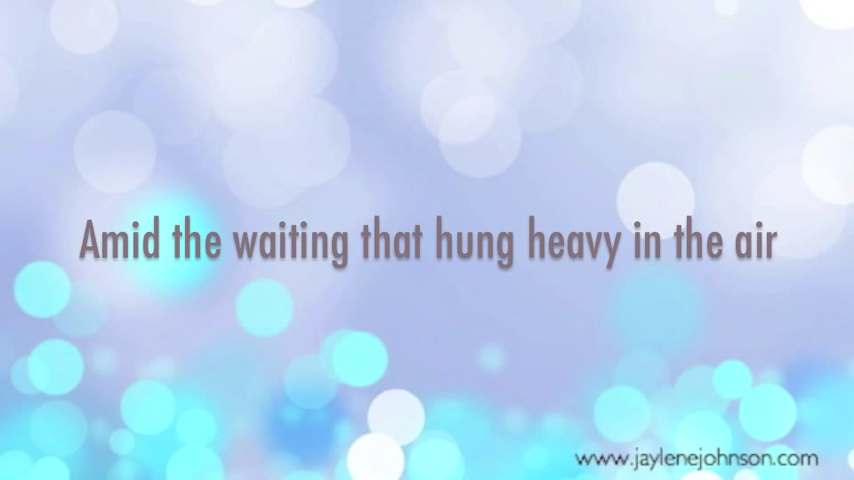 Amid the waiting that hung heavy in the air
www.jaylenejohnson.com